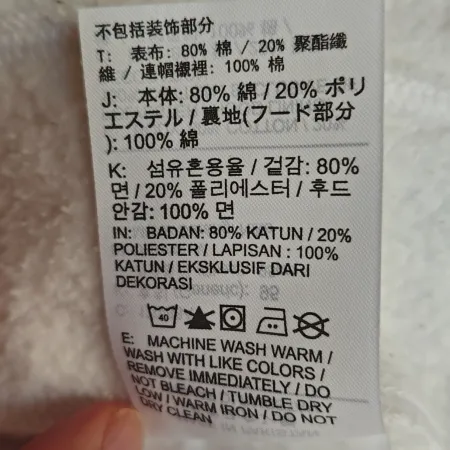 不包括装饰部分
T: 表布: 80% 棉 / 20% 聚酯纖
維 / 連帽襯裡: 100% 棉
J: 本体: 80% 綿 / 20% ポリ
エステル / 裏地(フード部分
): 100% 綿
K: 섬유혼용율 / 겉감: 80%
면 / 20% 폴리에스터 / 후드
안감: 100% 면
IN: BADAN: 80% KATUN / 20%
POLIESTER / LAPISAN : 100%
KATUN / EKSKLUSIF DARI
DEKORASI
40
E: MACHINE WASH WARM /
WASH WITH LIKE COLORS /
REMOVE IMMEDIATELY / DO
NOT BLEACH / TUMBLE DRY
LOW / WARM IRON / DO NOT
DRY CLEAN